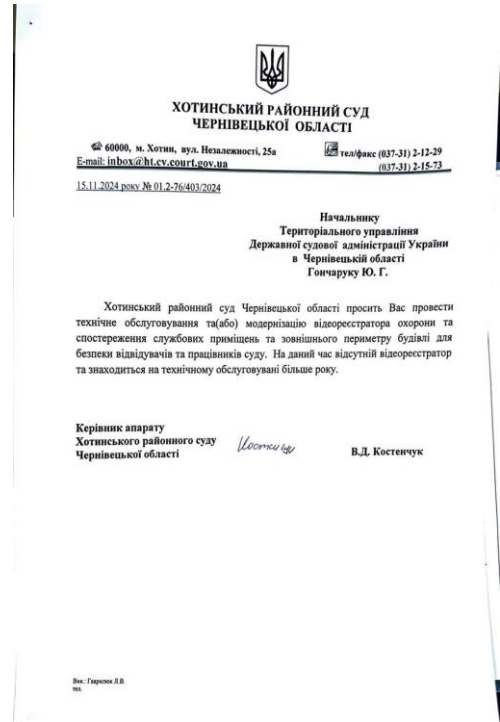 ХОТИНСЬКИЙ РАЙОННИЙ СУД
ЧЕРНІВЕЦЬКОЇ ОБЛАСТІ
60000, м. Хотин, вул. Незалежності, 25а
тел/факс (037-31) 2-12-29
E-mail: inbox@ht.cv.court.gov.ua
(037-31) 2-15-73
15.11.2024 року № 01.2-76/403/2024
Начальнику
Територіального управління
Державної судової адміністрації України
в Чернівецькій області
Гончаруку Ю. Г.
Хотинський районний суд Чернівецької області просить Вас провести
технічне обслуговування та(або) модернізацію відеореєстратора охорони та
спостереження службових приміщень та зовнішнього периметру будівлі для
безпеки відвідувачів та працівників суду. На даний час відсутній відеореєстратор
та знаходиться на технічному обслуговувані більше року.
Керівник апарату
Хотинського районного суду
Чернівецької області
В.Д. Костенчук
Вик.: Гаврилюк Л.В.
тел.